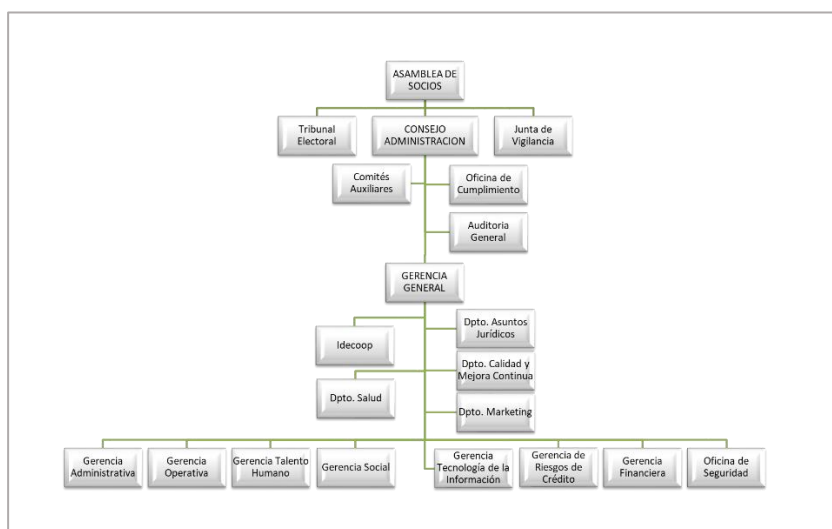 ASAMBLEA DE
SOCIOS
Tribunal
Electoral
CONSEJO
ADMINISTRACION
Junta de
Vigilancia
Comités
Auxiliares
Oficina de
Cumplimiento
Auditoria
General
GERENCIA
GENERAL
Idecoop
Dpto. Asuntos
Jurídicos
Dpto. Salud
Dpto. Calidad y
Mejora Continua
Dpto. Marketing
Gerencia
Administrativa
Gerencia
Operativa
Gerencia Talento
Humano
Gerencia Social
Gerencia
Tecnología de la
Información
Gerencia de
Riesgos de
Crédito
Gerencia
Financiera
Oficina de
Seguridad